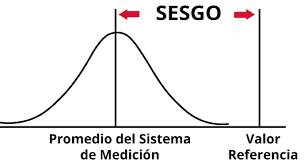 SESGO
Promedio del Sistema
de Medición
Valor
Referencia